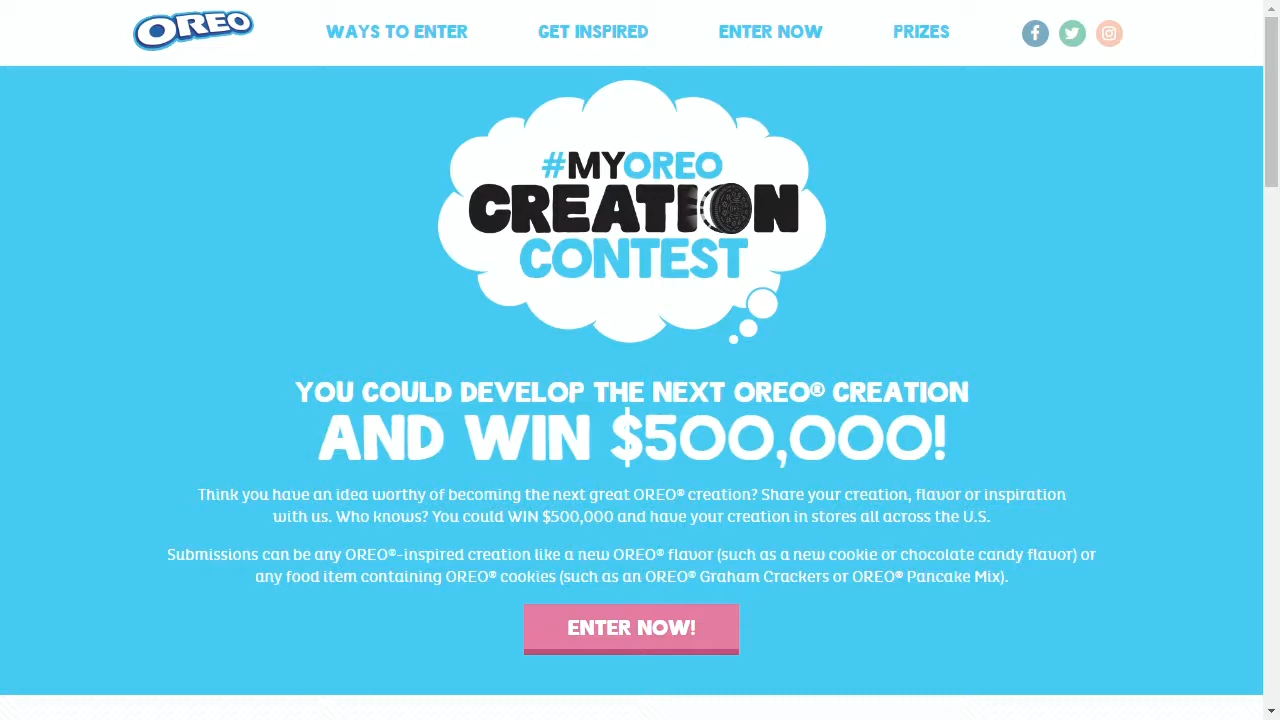 OREO
WAYS TO ENTER
GET INSPIRED
ENTER NOW
PRIZES
#MYOREO
CREATION
CONTEST
YOU COULD DEVELOP THE NEXT OREO® CREATION
AND WIN $500,000!
Think you have an idea worthy of becoming the next great OREO® creation? Share your creation, flavor or inspiration
with us. Who knows? You could WIN $500,000 and have your creation in stores all across the U.S.
Submissions can be any OREO®-inspired creation like a new OREO® flavor (such as a new cookie or chocolate candy flavor) or
any food item containing OREO® cookies (such as an OREO® Graham Crackers or OREO® Pancake Mix).
ENTER NOW!